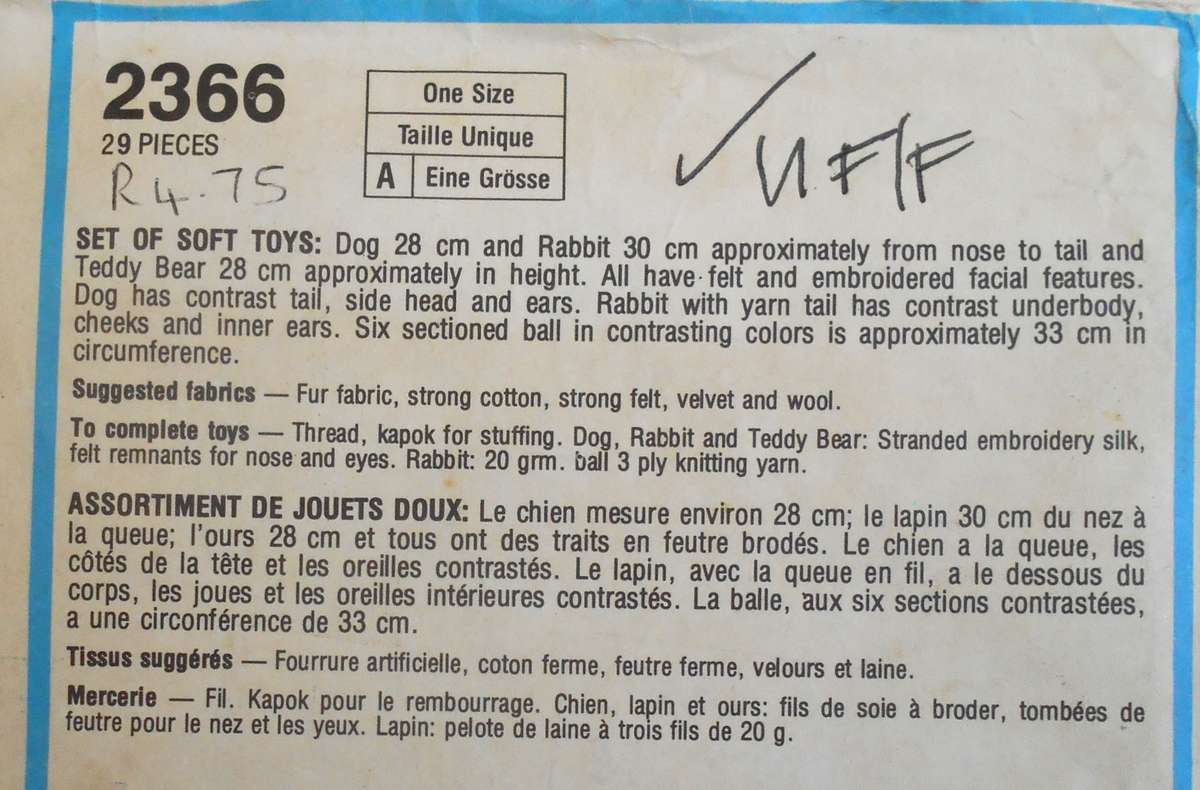 2366
29 PIECES
R4.75
One Size
Taille Unique
A Eine Grösse
SET OF SOFT TOYS: Dog 28 cm and Rabbit 30 cm approximately from nose to tail and
Teddy Bear 28 cm approximately in height. All have felt and embroidered facial features.
Dog has contrast tail, side head and ears. Rabbit with yarn tail has contrast underbody,
cheeks and inner ears. Six sectioned ball in contrasting colors is approximately 33 cm in
circumference.
Suggested fabrics — Fur fabric, strong cotton, strong felt, velvet and wool.
To complete toys — Thread, kapok for stuffing. Dog, Rabbit and Teddy Bear: Stranded embroidery silk,
felt remnants for nose and eyes. Rabbit: 20 grm. ball 3 ply knitting yarn.
ASSORTIMENT DE JOUETS DOUX: Le chien mesure environ 28 cm; le lapin 30 cm du nez à
la queue; l'ours 28 cm et tous ont des traits en feutre brodés. Le chien a la queue, les
côtés de la tête et les oreilles contrastés. Le lapin, avec la queue en fil, a le dessous du
corps, les joues et les oreilles intérieures contrastés. La balle, aux six sections contrastées,
a une circonférence de 33 cm.
Tissus suggérés — Fourrure artificielle, coton ferme, feutre ferme, velours et laine.
Mercerie — Fil. Kapok pour le rembourrage. Chien, lapin et ours: fils de soie à broder, tombées de
feutre pour le nez et les yeux. Lapin: pelote de laine à trois fils de 20 g.